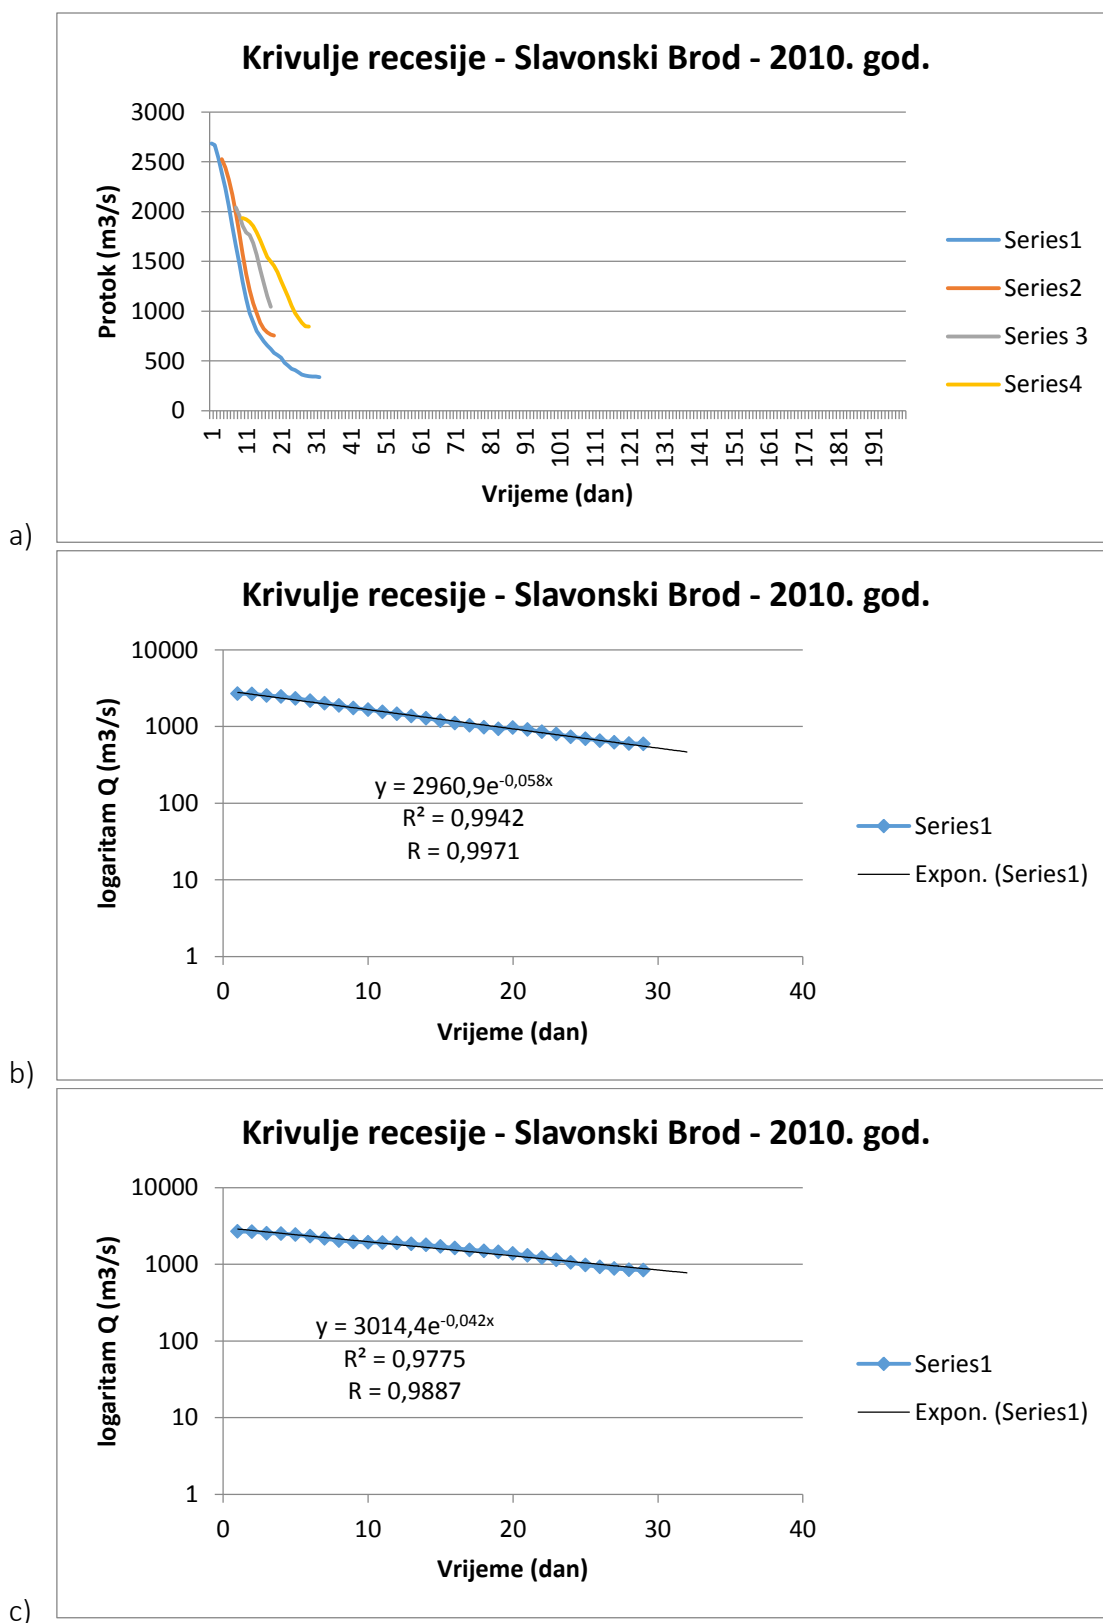 Krivulje recesije - Slavonski Brod - 2010. god.
3000
2500
2000
1500
1000
500
0
Protok (m3/s)
1 11 21 31 41 51 61 71 81 91 101 111 121 131 141 151 161 171 181 191
Vrijeme (dan)
Series1
Series2
Series 3
Series4
a)
Krivulje recesije - Slavonski Brod - 2010. god.
10000
1000
100
10
1
logaritam Q (m3/s)
y = 2960,9e^-0,058x
R² = 0,9942
R = 0,9971
0 10 20 30 40
Vrijeme (dan)
Series1
Expon. (Series1)
b)
Krivulje recesije - Slavonski Brod - 2010. god.
10000
1000
100
10
1
logaritam Q (m3/s)
y = 3014,4e^-0,042x
R² = 0,9775
R = 0,9887
0 10 20 30 40
Vrijeme (dan)
Series1
Expon. (Series1)
c)